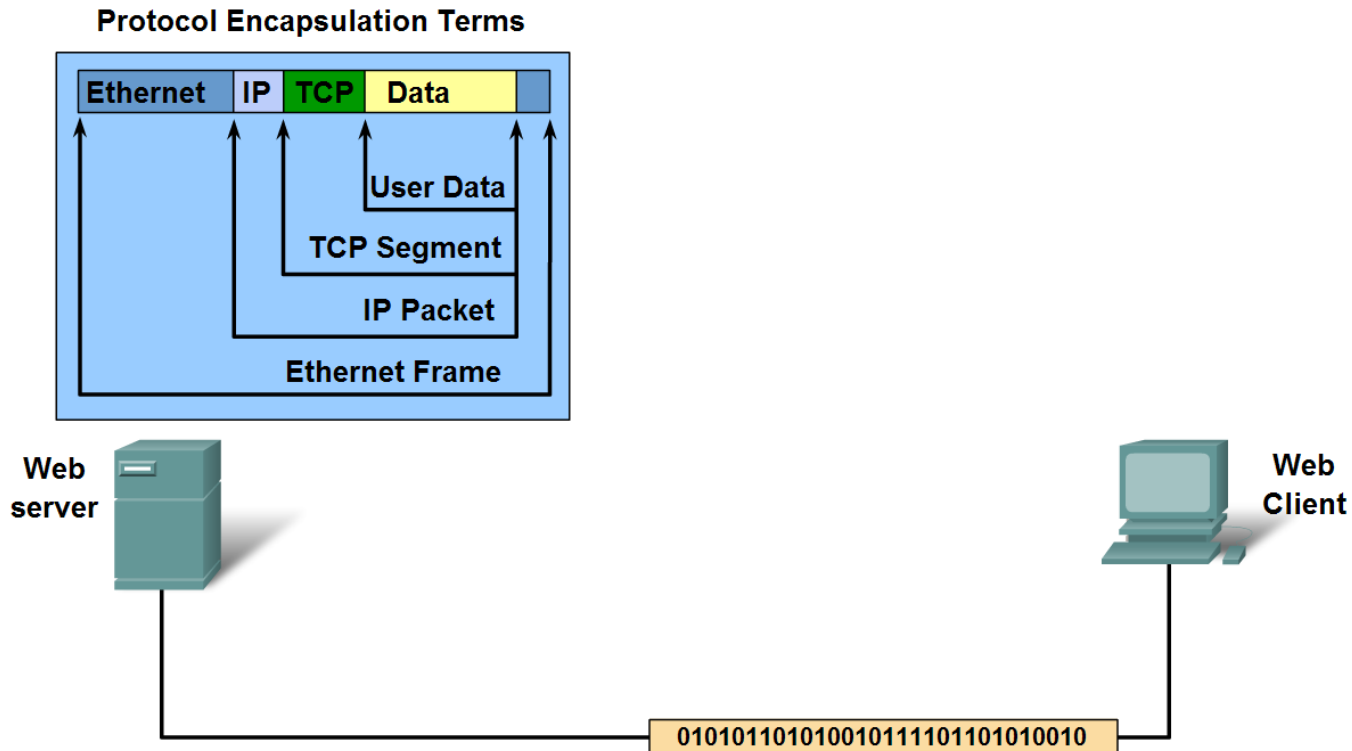 Protocol Encapsulation Terms
Ethernet IP TCP Data
User Data
TCP Segment
IP Packet
Ethernet Frame
Web
server
Web
Client
0101011010100101111101101010010